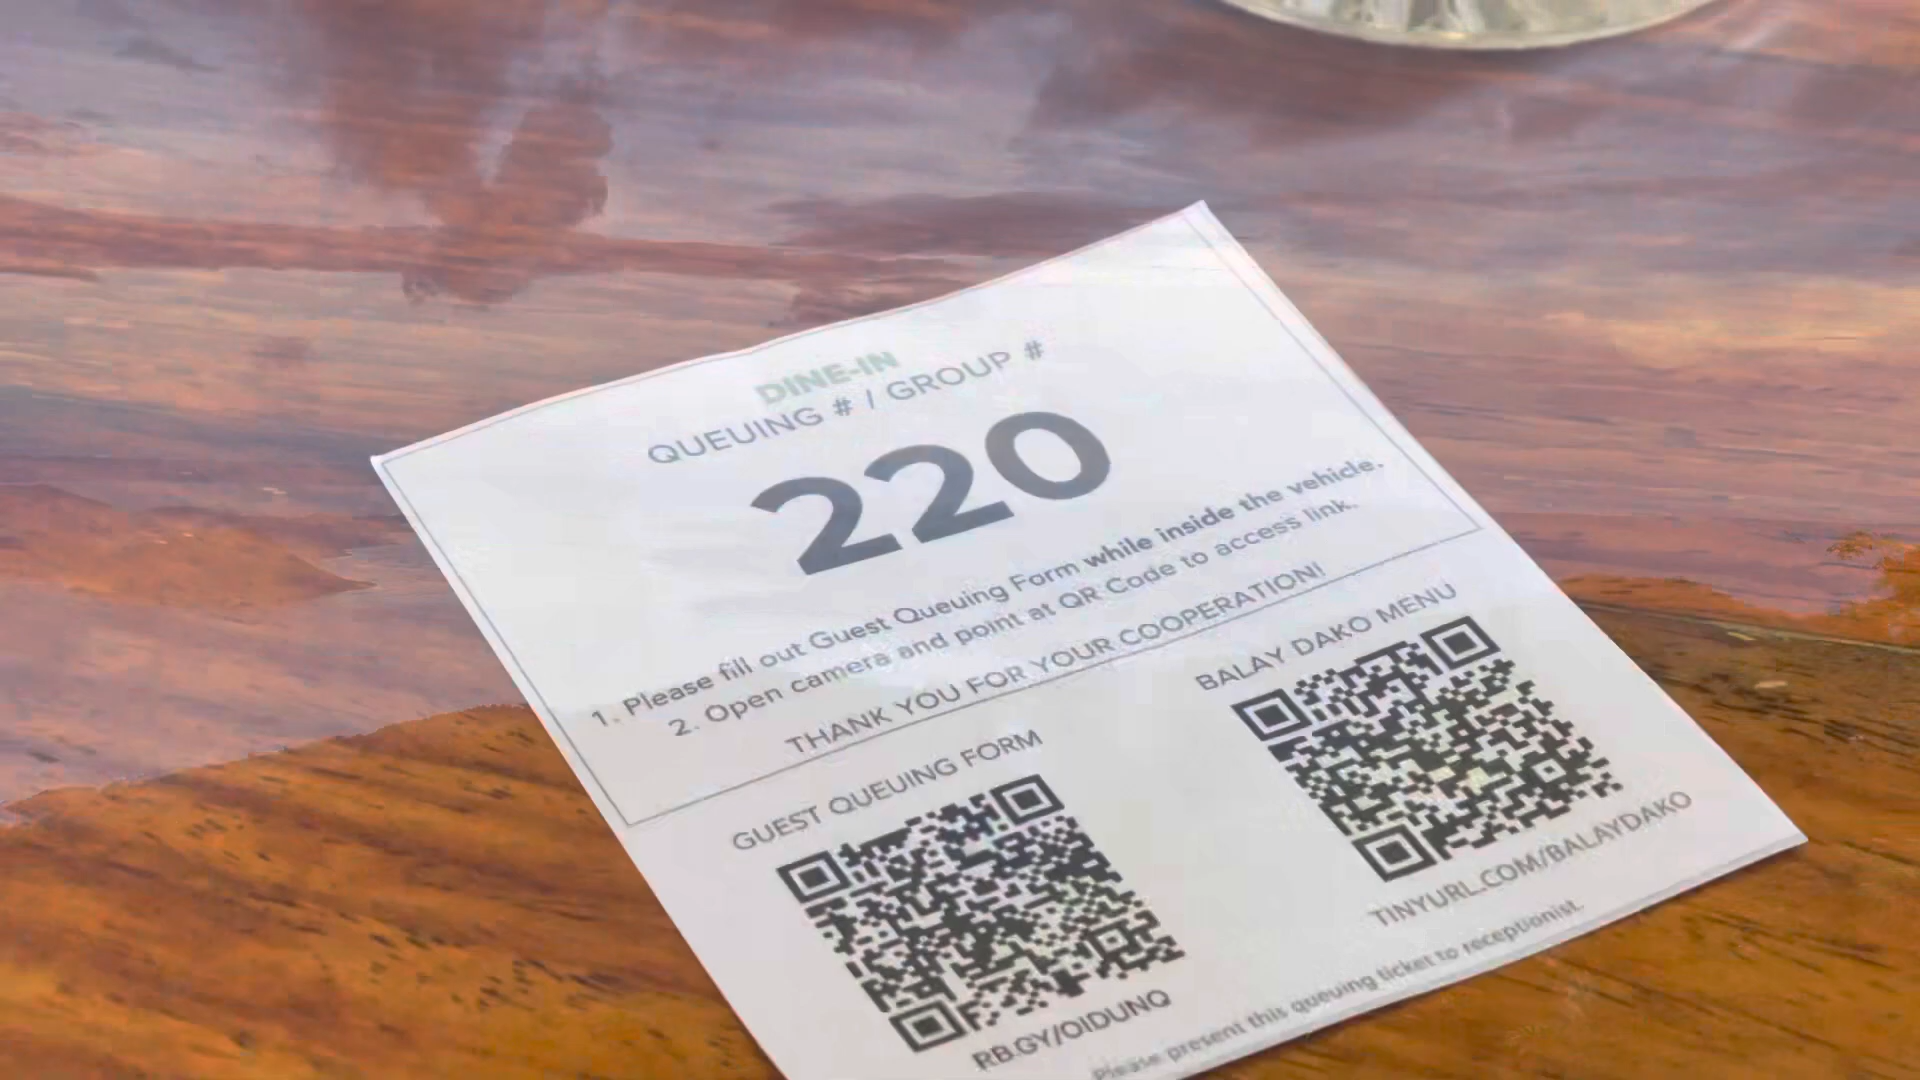 DINE-IN
QUEUING # / GROUP #
220
1. Please fill out Guest Queuing Form while inside the vehicle.
2. Open camera and point at QR Code to access link.
THANK YOU FOR YOUR COOPERATION!
GUEST QUEUING FORM
RB.GY/OIDUNQ
BALAY DAKO MENU
TINYURL.COM/BALAYDAKO
Please present this queuing ticket to receptionist.